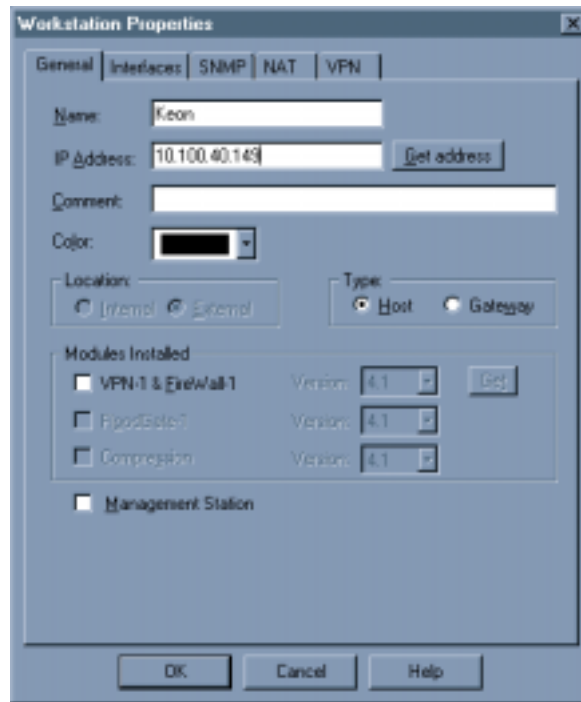 Workstation Properties
General Interfaces SNMP NAT VPN
Name: Keon
IP Address: 10.100.40.149 Get address
Comment:
Color:
Location: Type:
Internal External Host Gateway
Modules Installed
VPN-1 & FireWall-1 Version: 4.1 Get
FloodGate-1 Version: 4.1
Compression Version: 4.1
Management Station
OK Cancel Help